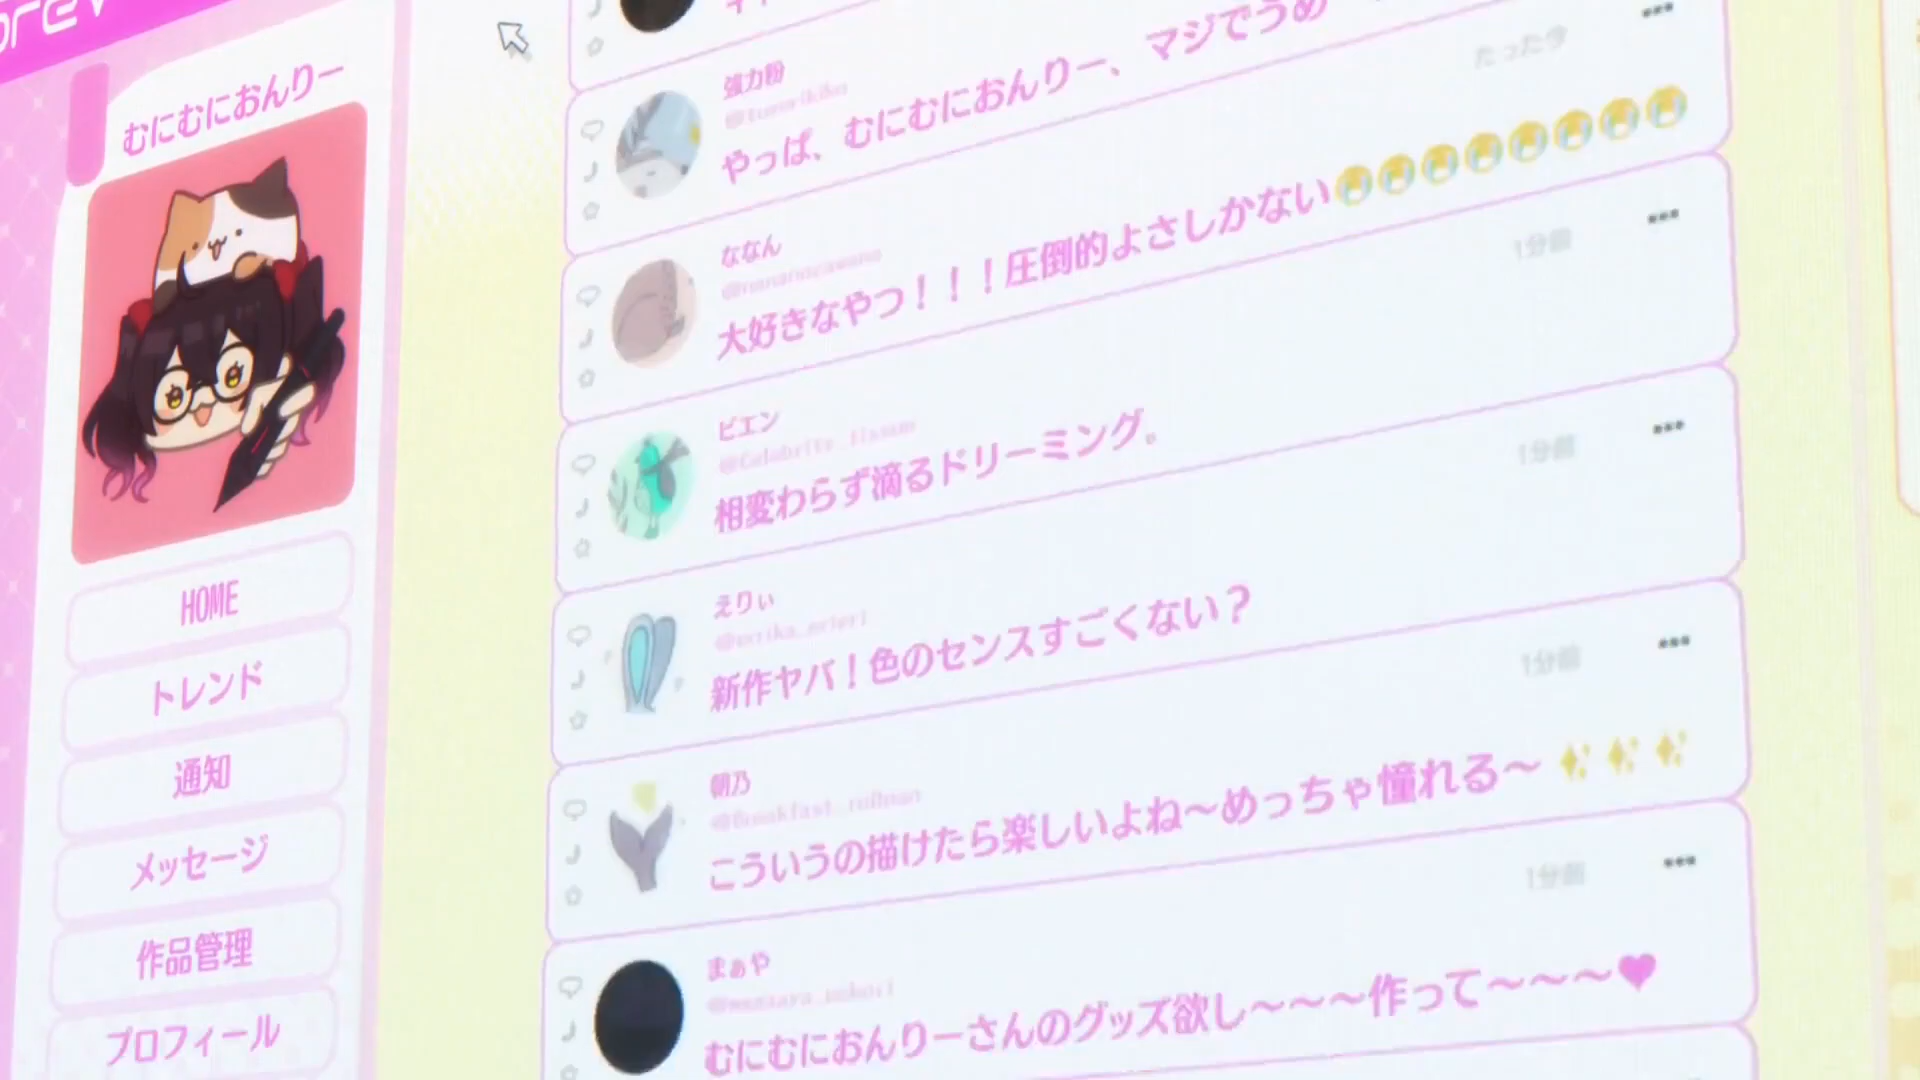 むにむにおんりー
HOME
トレンド
通知
メッセージ
作品管理
プロフィール
強力粉
たった今
やっぱ、むにむにおんりー、マジでうめ
ななん
1分前
大好きなやつ！！！圧倒的よさしかない😭😭😭😭😭😭😭😭
ピエン
1分前
相変わらず滴るドリーミング。
えりぃ
1分前
新作ヤバ！色のセンスすごくない？
朝乃
1分前
こういうの描けたら楽しいよね〜めっちゃ憧れる〜 ✨✨✨
まぁや
むにむにおんりーさんのグッズ欲し〜〜〜作って〜〜〜♥